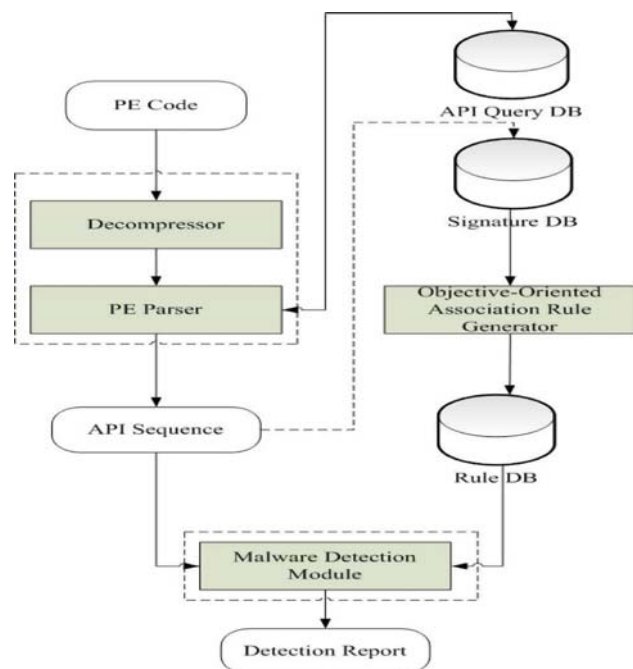 PE Code
API Query DB
Decompressor
Signature DB
PE Parser
Objective-Oriented
Association Rule
Generator
API Sequence
Rule DB
Malware Detection
Module
Detection Report